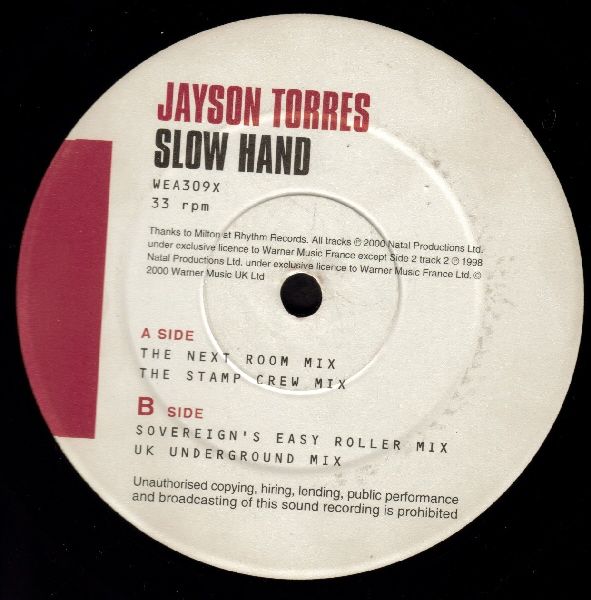 JAYSON TORRES
SLOW HAND
WEA309X
33 rpm
Thanks to Milton at Rhythm Records. All tracks ℗ 2000 Natal Productions Ltd.
under exclusive licence to Warner Music France except Side 2 track 2 ℗ 1998
Natal Productions Ltd. under exclusive licence to Warner Music France Ltd. ©
2000 Warner Music UK Ltd
A SIDE
THE NEXT ROOM MIX
THE STAMP CREW MIX
B SIDE
SOVEREIGN'S EASY ROLLER MIX
UK UNDERGROUND MIX
Unauthorised copying, hiring, lending, public performance
and broadcasting of this sound recording is prohibited